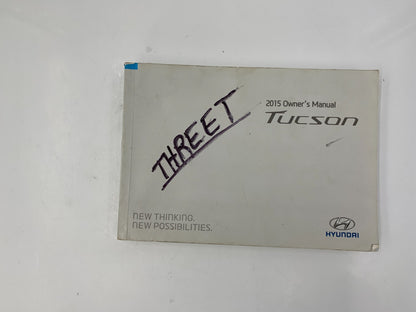 2015 Owner's Manual
TUCSON
THREET
NEW THINKING.
NEW POSSIBILITIES.
HYUNDAI